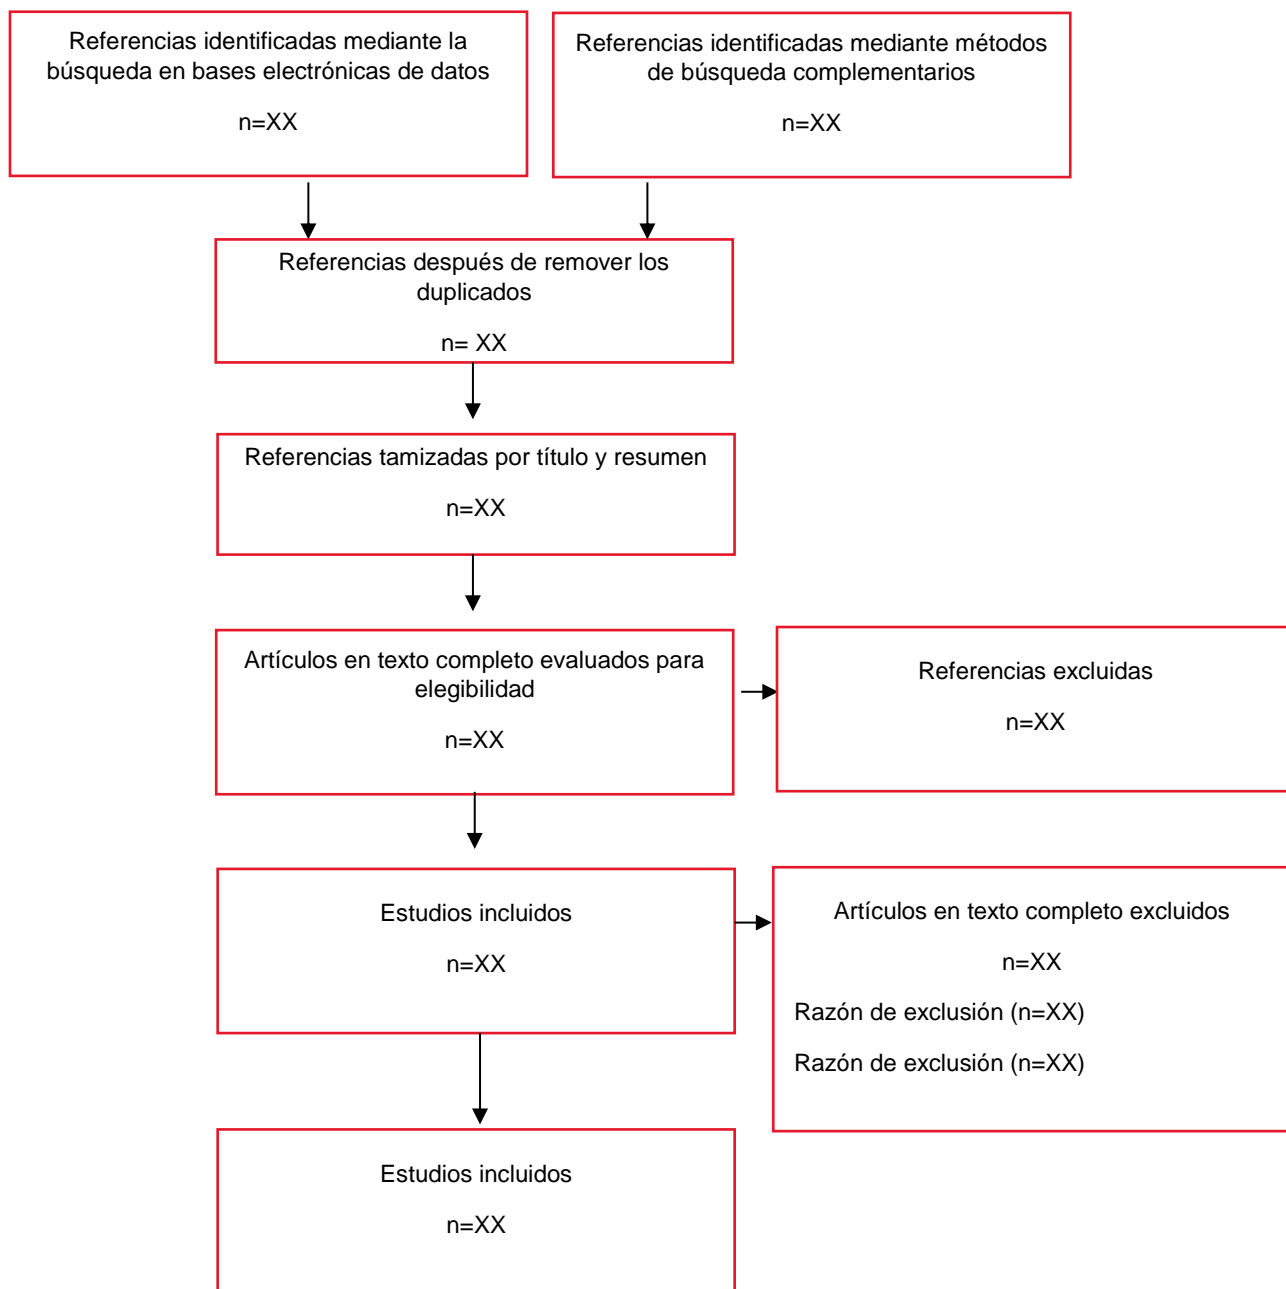 Referencias identificadas mediante la
búsqueda en bases electrónicas de datos
n=XX
Referencias identificadas mediante métodos
de búsqueda complementarios
n=XX
Referencias después de remover los
duplicados
n= XX
Referencias tamizadas por título y resumen
n=XX
Artículos en texto completo evaluados para
elegibilidad
n=XX
Referencias excluidas
n=XX
Estudios incluidos
n=XX
Artículos en texto completo excluidos
n=XX
Razón de exclusión (n=XX)
Razón de exclusión (n=XX)
Estudios incluidos
n=XX